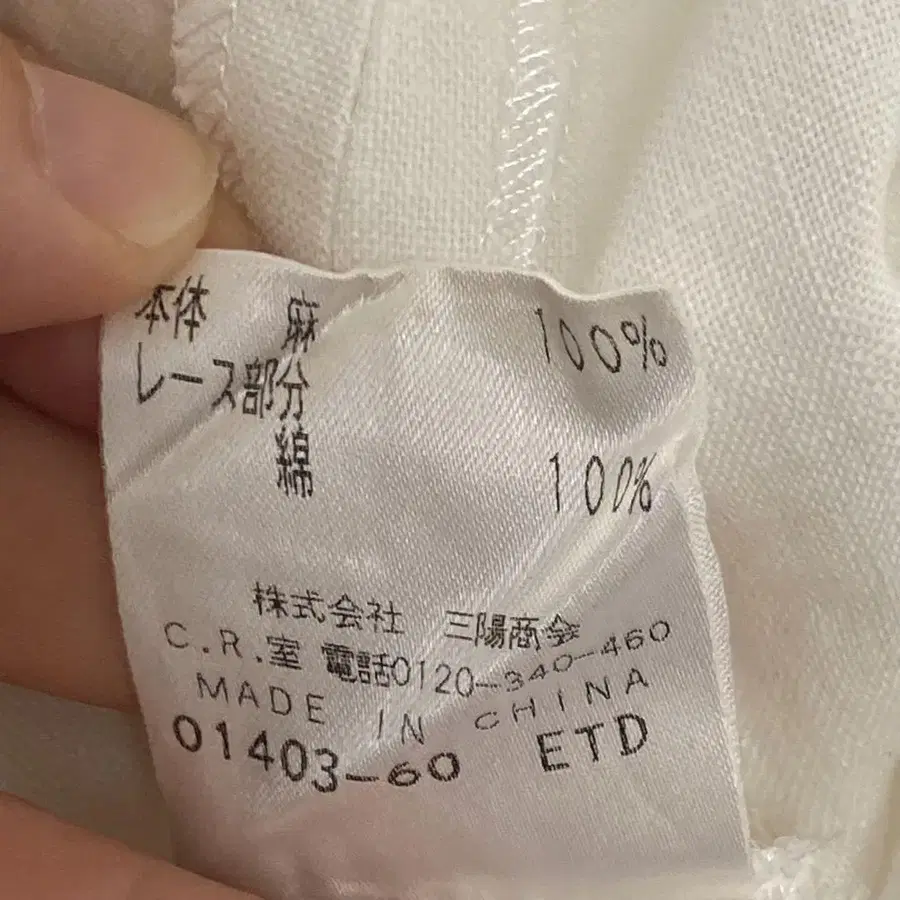 本体 麻 100%
レース部分
綿 100%
株式会社 三陽商会
C.R.室 電話0120-340-460
MADE IN CHINA
01403-60 ETD